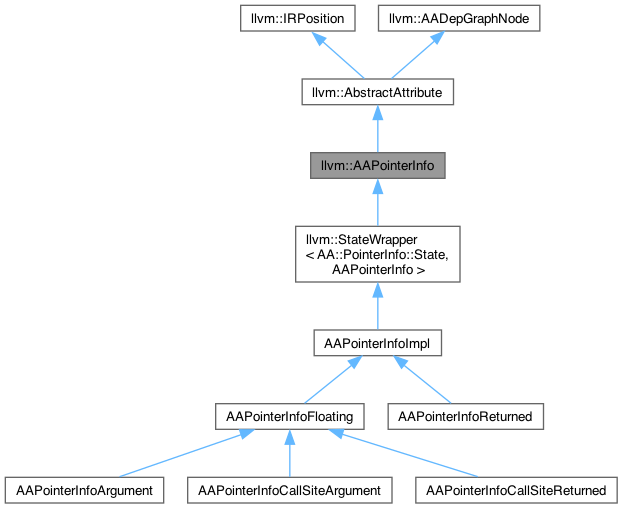 llvm::IRPosition
llvm::AADepGraphNode
llvm::AbstractAttribute
llvm::AAPointerInfo
llvm::StateWrapper
< AA::PointerInfo::State,
AAPointerInfo >
AAPointerInfoImpl
AAPointerInfoFloating
AAPointerInfoReturned
AAPointerInfoArgument
AAPointerInfoCallSiteArgument
AAPointerInfoCallSiteReturned